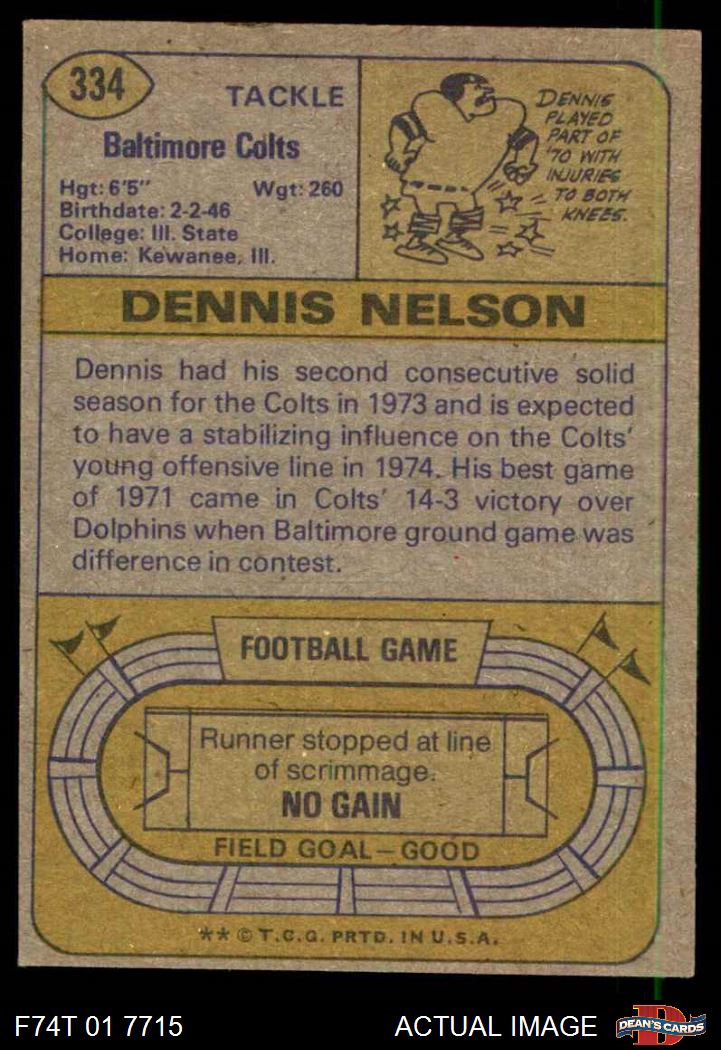 334
TACKLE
Baltimore Colts
Hgt: 6'5" Wgt: 260
Birthdate: 2-2-46
College: Ill. State
Home: Kewanee, Ill.
DENNIS
PLAYED
PART OF
'70 WITH
INJURIES
TO BOTH
KNEES.
DENNIS NELSON
Dennis had his second consecutive solid
season for the Colts in 1973 and is expected
to have a stabilizing influence on the Colts'
young offensive line in 1974. His best game
of 1971 came in Colts' 14-3 victory over
Dolphins when Baltimore ground game was
difference in contest.
FOOTBALL GAME
Runner stopped at line
of scrimmage.
NO GAIN
FIELD GOAL—GOOD
** © T.C.G. PRTD. IN U.S.A.
F74T 01 7715 ACTUAL IMAGE
D
DEAN'S CARDS